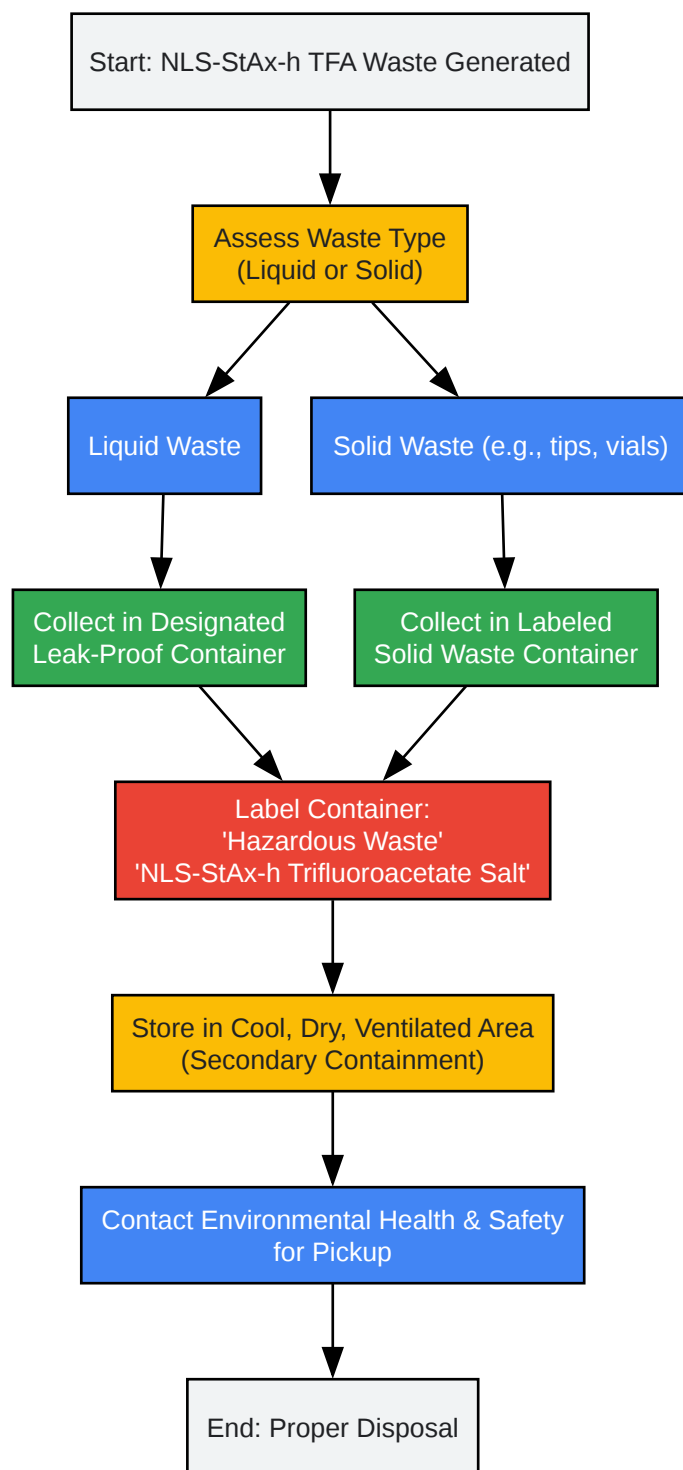 Start: NLS-StAx-h TFA Waste Generated
Assess Waste Type
(Liquid or Solid)
Liquid Waste
Solid Waste (e.g., tips, vials)
Collect in Designated
Leak-Proof Container
Collect in Labeled
Solid Waste Container
Label Container:
'Hazardous Waste'
'NLS-StAx-h Trifluoroacetate Salt'
Store in Cool, Dry, Ventilated Area
(Secondary Containment)
Contact Environmental Health & Safety
for Pickup
End: Proper Disposal